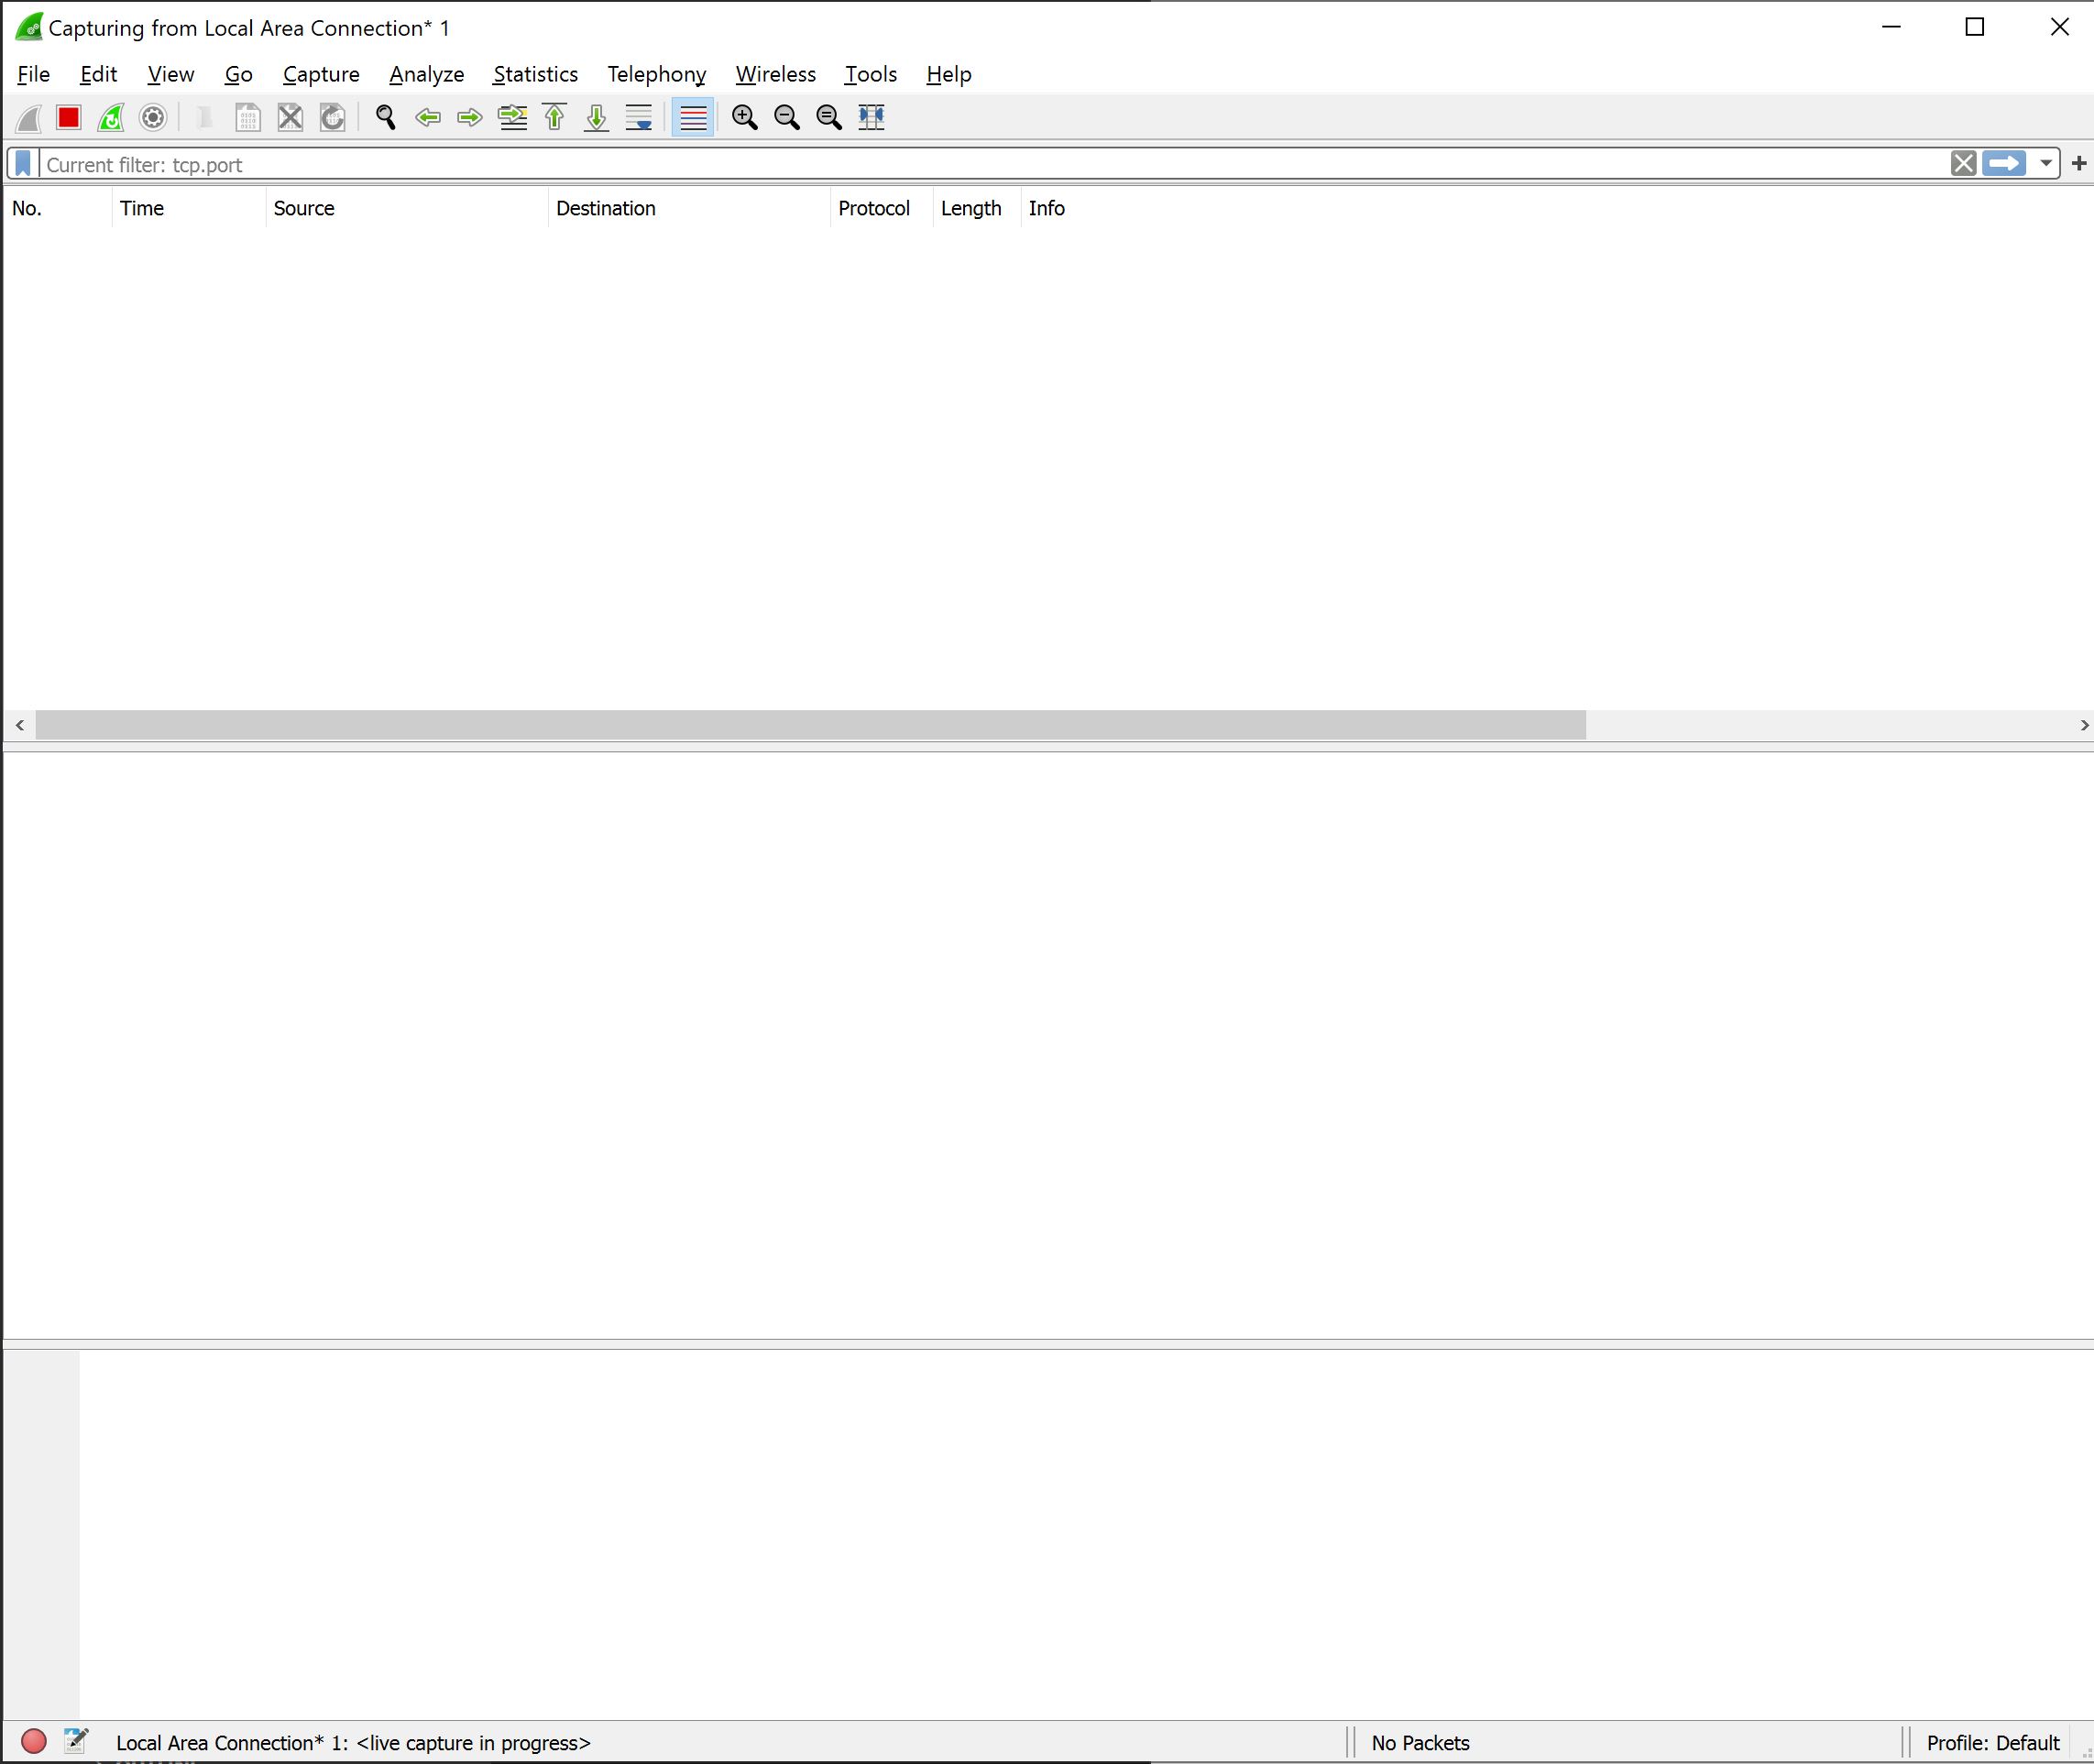 Capturing from Local Area Connection* 1
File Edit View Go Capture Analyze Statistics Telephony Wireless Tools Help
Current filter: tcp.port
No. Time Source Destination Protocol Length Info
Local Area Connection* 1: <live capture in progress> No Packets Profile: Default